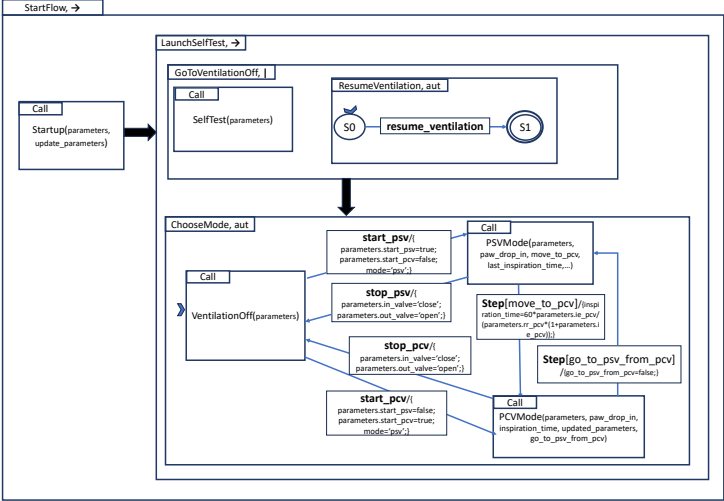 StartFlow, →
LaunchSelfTest, →
GoToVentilationOff, |
Call
SelfTest(parameters)
ResumeVentilation, aut
S0
resume_ventilation
S1
Call
Startup(parameters,
update_parameters)
ChooseMode, aut
Call
VentilationOff(parameters)
start_psv/{
parameters.start_psv=true;
parameters.start_pcv=false;
mode='psv';}
stop_psv/{
parameters.in_valve='close';
parameters.out_valve='open';}
stop_pcv/{
parameters.in_valve='close';
parameters.out_valve='open';}
start_pcv/{
parameters.start_psv=false;
parameters.start_pcv=true;
mode='psv';}
Call
PSVMode(parameters,
paw_drop_in, move_to_pcv,
last_inspiration_time,...)
Step[move_to_pcv]/{inspi
ration_time=60*parameters.ie_pcv/
(parameters.rr_pcv*(1+parameters.i
e_pcv));}
Step[go_to_psv_from_pcv]
/{go_to_psv_from_pcv=false;}
Call
PCVMode(parameters, paw_drop_in,
inspiration_time, updated_parameters,
go_to_psv_from_pcv)